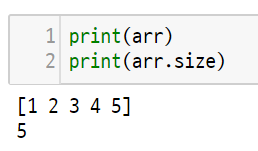 1 print(arr)
2 print(arr.size)
[1 2 3 4 5]
5